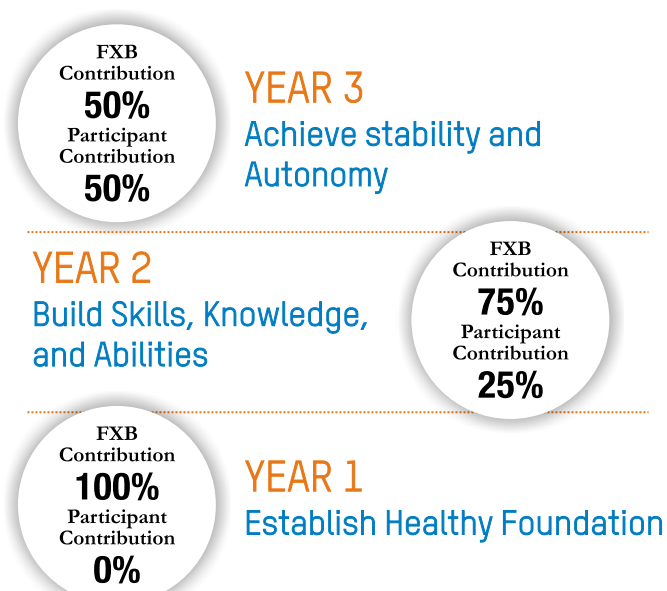 FXB
Contribution
50%
Participant
Contribution
50%
YEAR 3
Achieve stability and
Autonomy
YEAR 2
Build Skills, Knowledge,
and Abilities
FXB
Contribution
75%
Participant
Contribution
25%
FXB
Contribution
100%
Participant
Contribution
0%
YEAR 1
Establish Healthy Foundation